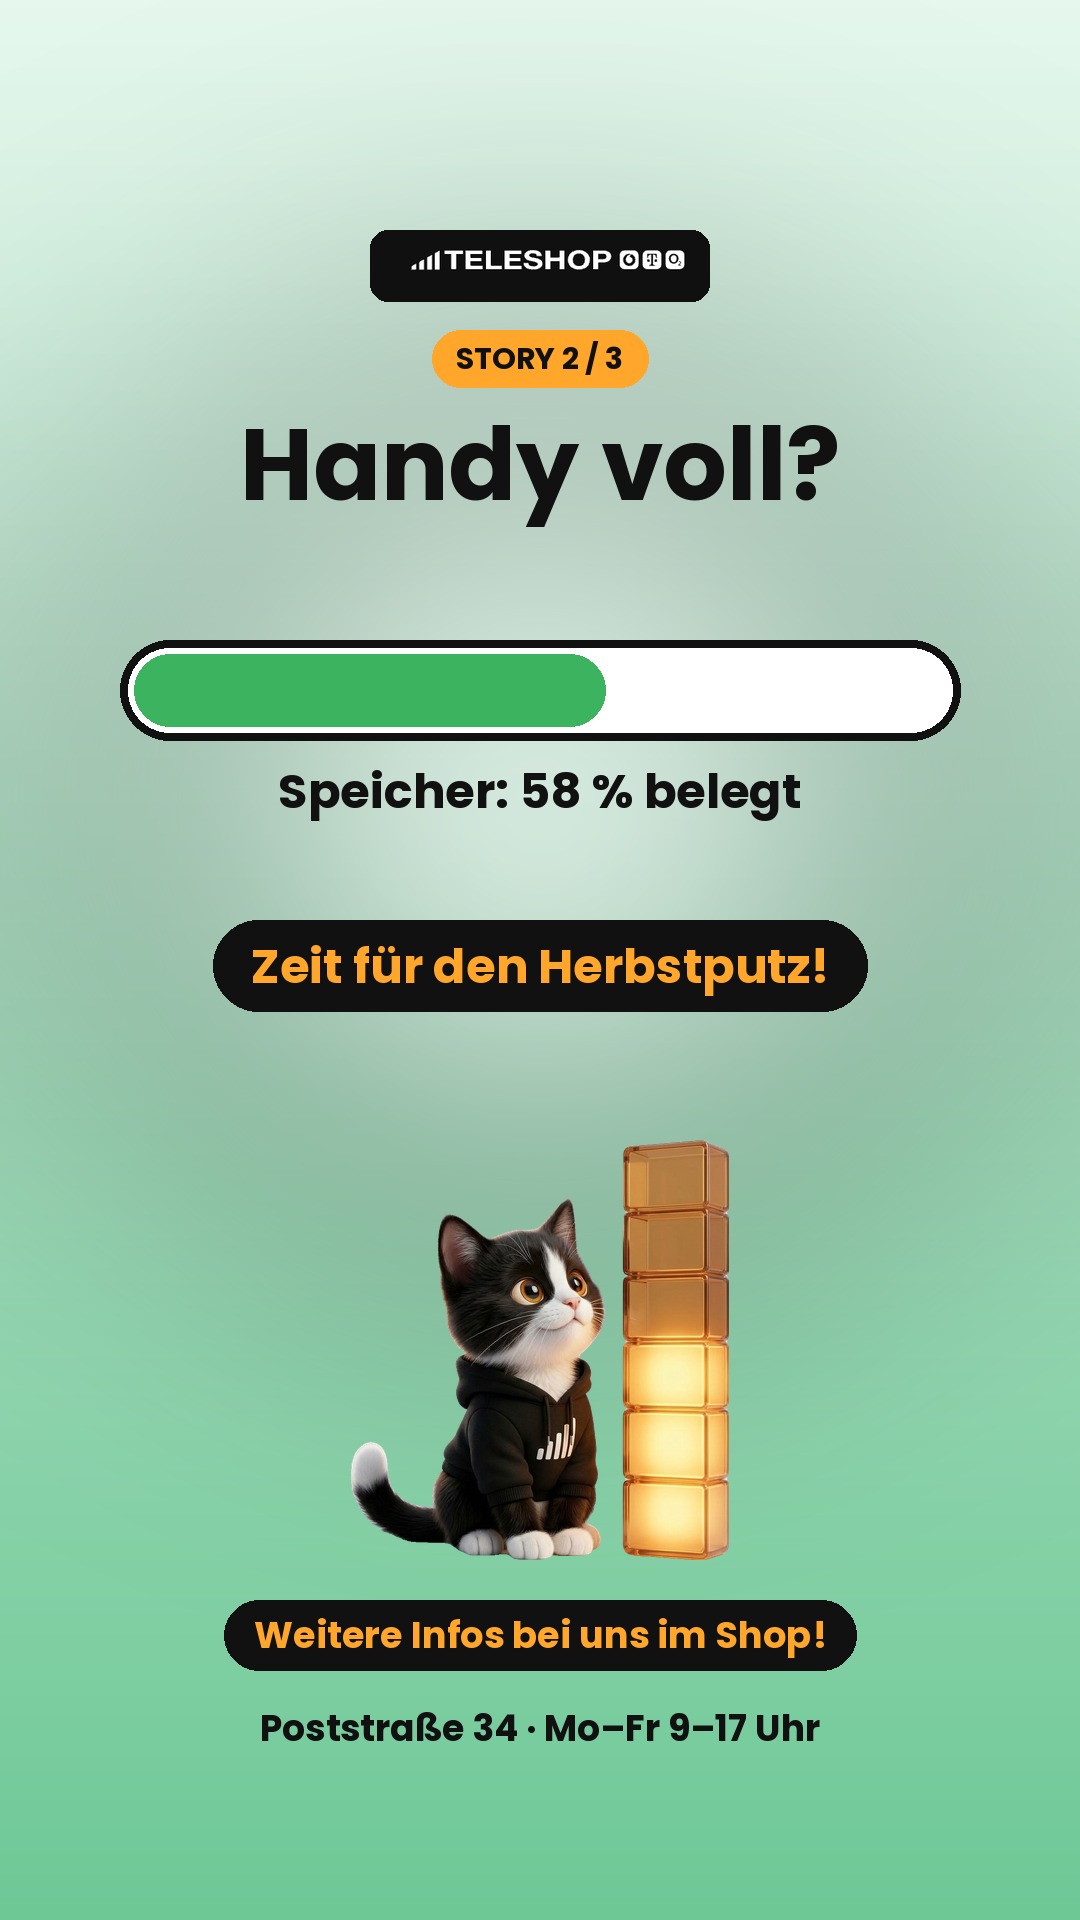 TELESHOP
STORY 2 / 3
Handy voll?
Speicher: 58 % belegt
Zeit für den Herbstputz!
Weitere Infos bei uns im Shop!
Poststraße 34 · Mo–Fr 9–17 Uhr